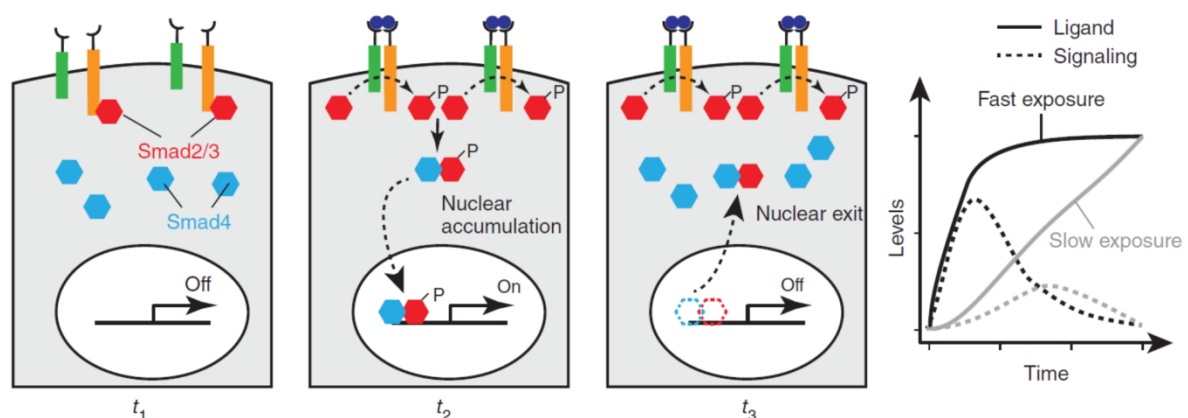 Smad2/3
Smad4
Off
t1
P
P
P
Nuclear
accumulation
P
On
t2
P
P
Nuclear exit
Off
t3
Ligand
Signaling
Fast exposure
Slow exposure
Levels
Time